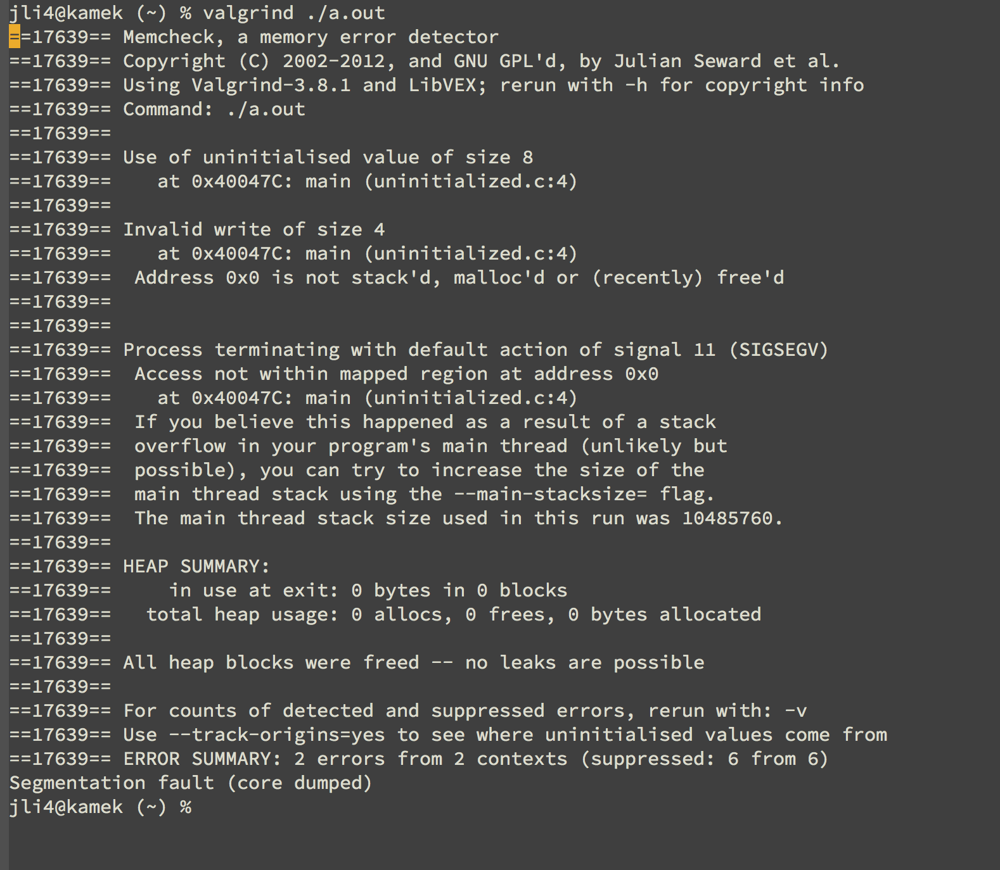 jli4@kamek (~) % valgrind ./a.out
==17639== Memcheck, a memory error detector
==17639== Copyright (C) 2002-2012, and GNU GPL'd, by Julian Seward et al.
==17639== Using Valgrind-3.8.1 and LibVEX; rerun with -h for copyright info
==17639== Command: ./a.out
==17639==
==17639== Use of uninitialised value of size 8
==17639==    at 0x40047C: main (uninitialized.c:4)
==17639==
==17639== Invalid write of size 4
==17639==    at 0x40047C: main (uninitialized.c:4)
==17639==  Address 0x0 is not stack'd, malloc'd or (recently) free'd
==17639==
==17639==
==17639== Process terminating with default action of signal 11 (SIGSEGV)
==17639==  Access not within mapped region at address 0x0
==17639==    at 0x40047C: main (uninitialized.c:4)
==17639==  If you believe this happened as a result of a stack
==17639==  overflow in your program's main thread (unlikely but
==17639==  possible), you can try to increase the size of the
==17639==  main thread stack using the --main-stacksize= flag.
==17639==  The main thread stack size used in this run was 10485760.
==17639==
==17639== HEAP SUMMARY:
==17639==     in use at exit: 0 bytes in 0 blocks
==17639==   total heap usage: 0 allocs, 0 frees, 0 bytes allocated
==17639==
==17639== All heap blocks were freed -- no leaks are possible
==17639==
==17639== For counts of detected and suppressed errors, rerun with: -v
==17639== Use --track-origins=yes to see where uninitialised values come from
==17639== ERROR SUMMARY: 2 errors from 2 contexts (suppressed: 6 from 6)
Segmentation fault (core dumped)
jli4@kamek (~) %